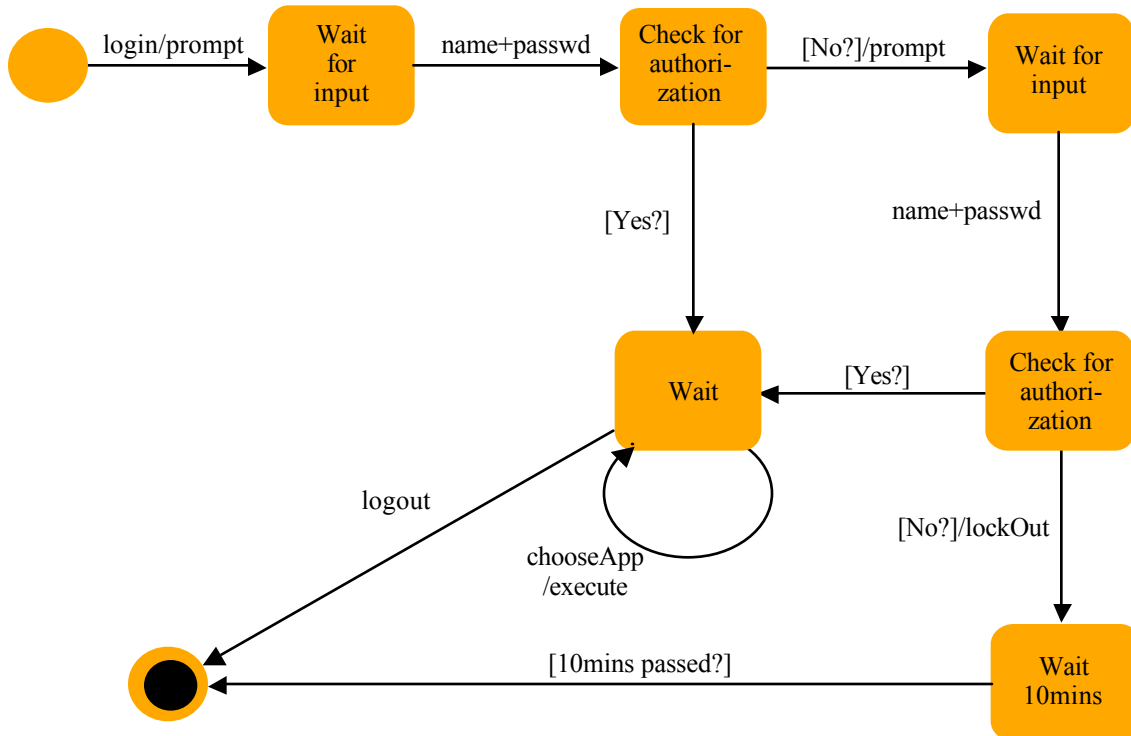 login/prompt
Wait
for
input
name+passwd
Check for
authori-
zation
[No?]/prompt
Wait for
input
[Yes?]
name+passwd
Wait
[Yes?]
Check for
authori-
zation
logout
chooseApp
/execute
[No?]/lockOut
[10mins passed?]
Wait
10mins